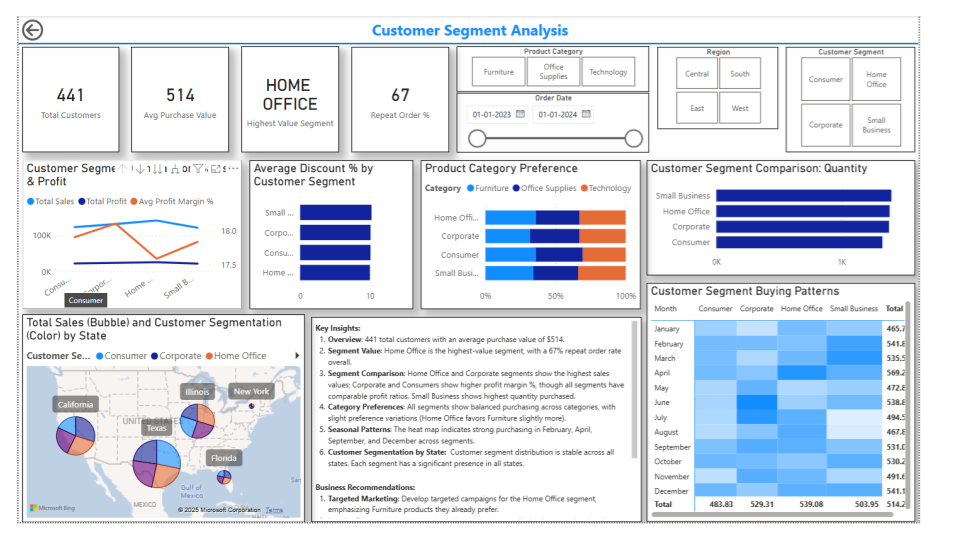 Customer Segment Analysis
441
Total Customers
514
Avg Purchase Value
HOME
OFFICE
Highest Value Segment
67
Repeat Order %
Product Category
Furniture
Office
Supplies
Technology
Order Date
01-01-2023
01-01-2024
Region
Central
South
East
West
Customer Segment
Consumer
Home
Office
Corporate
Small
Business
Customer Segme
& Profit
Total Sales Total Profit Avg Profit Margin %
100K
0K
18.0
17.5
Consu...
Home ...
Small B...
Consumer
Average Discount % by
Customer Segment
Small ...
Corpo...
Consu...
Home ...
0 10
Product Category Preference
Category Furniture Office Supplies Technology
Home Offi...
Corporate
Consumer
Small Busi...
0% 50% 100%
Customer Segment Comparison: Quantity
Small Business
Home Office
Corporate
Consumer
0K 1K
Total Sales (Bubble) and Customer Segmentation
(Color) by State
Customer Se... Consumer Corporate Home Office
California
Illinois
New York
Texas
Florida
UNITED STATES
Gulf of
Mexico
MEXICO
San
Microsoft Bing
© 2025 Microsoft Corporation Terms
Key Insights:
1. Overview: 441 total customers with an average purchase value of $514.
2. Segment Value: Home Office is the highest-value segment, with a 67% repeat order rate
overall.
3. Segment Comparison: Home Office and Corporate segments show the highest sales
values; Corporate and Consumers show higher profit margin %, though all segments have
comparable profit ratios. Small Business shows highest quantity purchased.
4. Category Preferences: All segments show balanced purchasing across categories, with
slight preference variations (Home Office favors Furniture slightly more).
5. Seasonal Patterns: The heat map indicates strong purchasing in February, April,
September, and December across segments.
6. Customer Segmentation by State: Customer segment distribution is stable across all
states. Each segment has a significant presence in all states.
Business Recommendations:
1. Targeted Marketing: Develop targeted campaigns for the Home Office segment,
emphasizing Furniture products they already prefer.
Customer Segment Buying Patterns
Month Consumer Corporate Home Office Small Business Total
January 465.7
February 541.8
March 535.5
April 569.2
May 472.8
June 538.8
July 494.5
August 467.8
September 531.0
October 530.2
November 491.6
December 541.1
Total 483.83 529.31 539.08 503.95 514.2